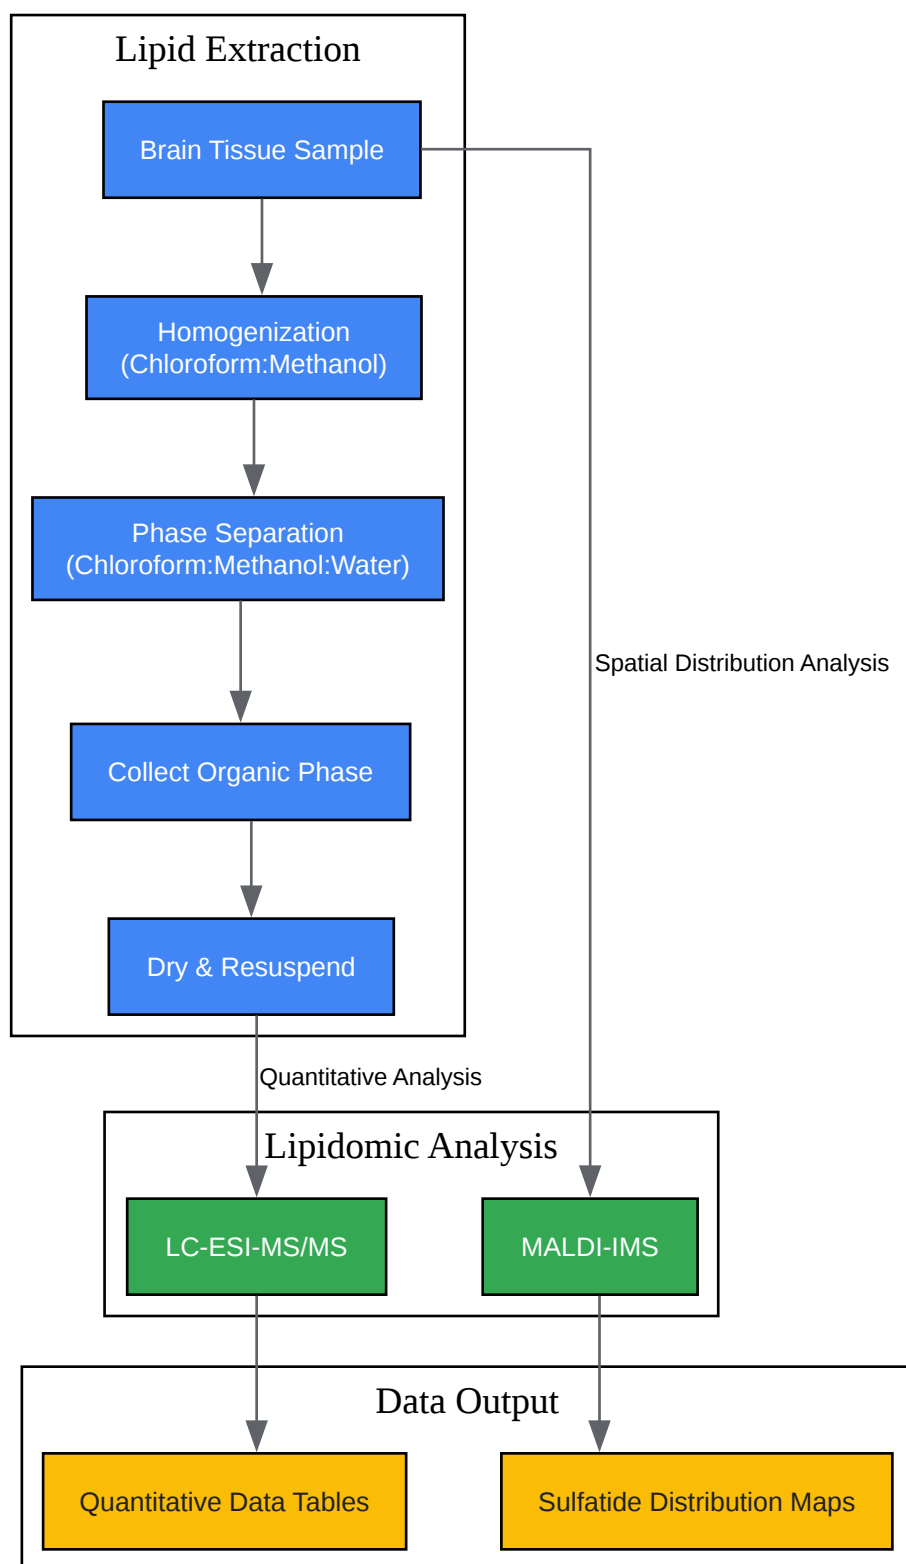 Lipid Extraction
Brain Tissue Sample
Homogenization
(Chloroform:Methanol)
Phase Separation
(Chloroform:Methanol:Water)
Spatial Distribution Analysis
Collect Organic Phase
Dry & Resuspend
Quantitative Analysis
Lipidomic Analysis
LC-ESI-MS/MS
MALDI-IMS
Data Output
Quantitative Data Tables
Sulfatide Distribution Maps